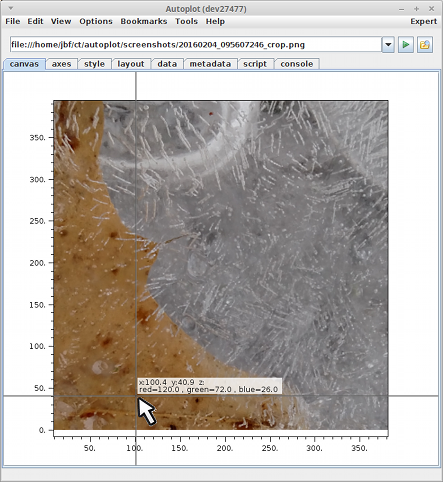 Autoplot (dev27477)
File Edit View Options Bookmarks Tools Help Expert
file:///home/jbf/ct/autoplot/screenshots/20160204_095607246_crop.png
canvas axes style layout data metadata script console
350.
300.
250.
200.
150.
100.
50.
x:100.4 y:40.9 z:
red=120.0 , green=72.0 , blue=26.0
0.
50. 100. 150. 200. 250. 300. 350.